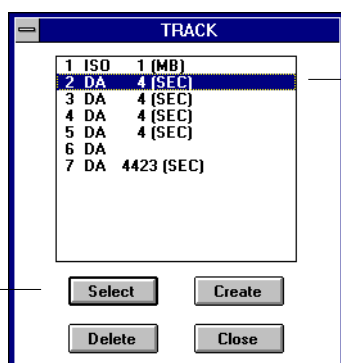 TRACK
1 ISO 1 (MB)
2 DA 4 (SEC)
3 DA 4 (SEC)
4 DA 4 (SEC)
5 DA 4 (SEC)
6 DA
7 DA 4423 (SEC)
Select Create
Delete Close